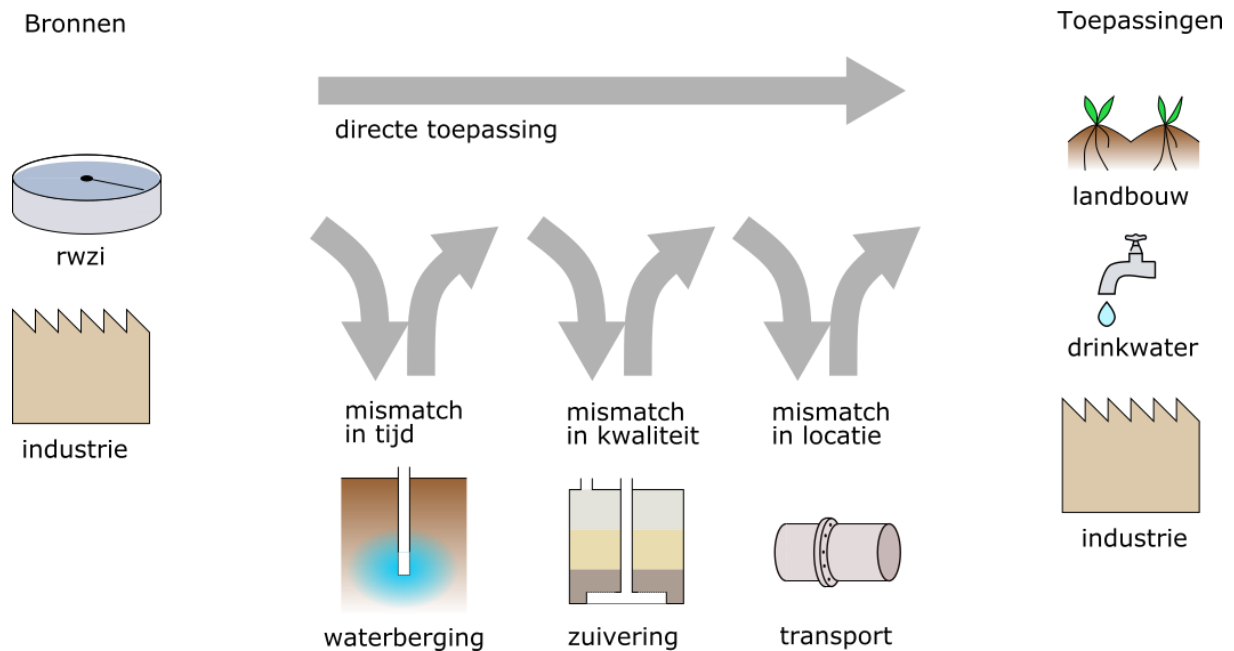 Bronnen
Toepassingen
directe toepassing
rwzi
industrie
landbouw
drinkwater
industrie
mismatch
in tijd
mismatch
in kwaliteit
mismatch
in locatie
waterberging
zuivering
transport